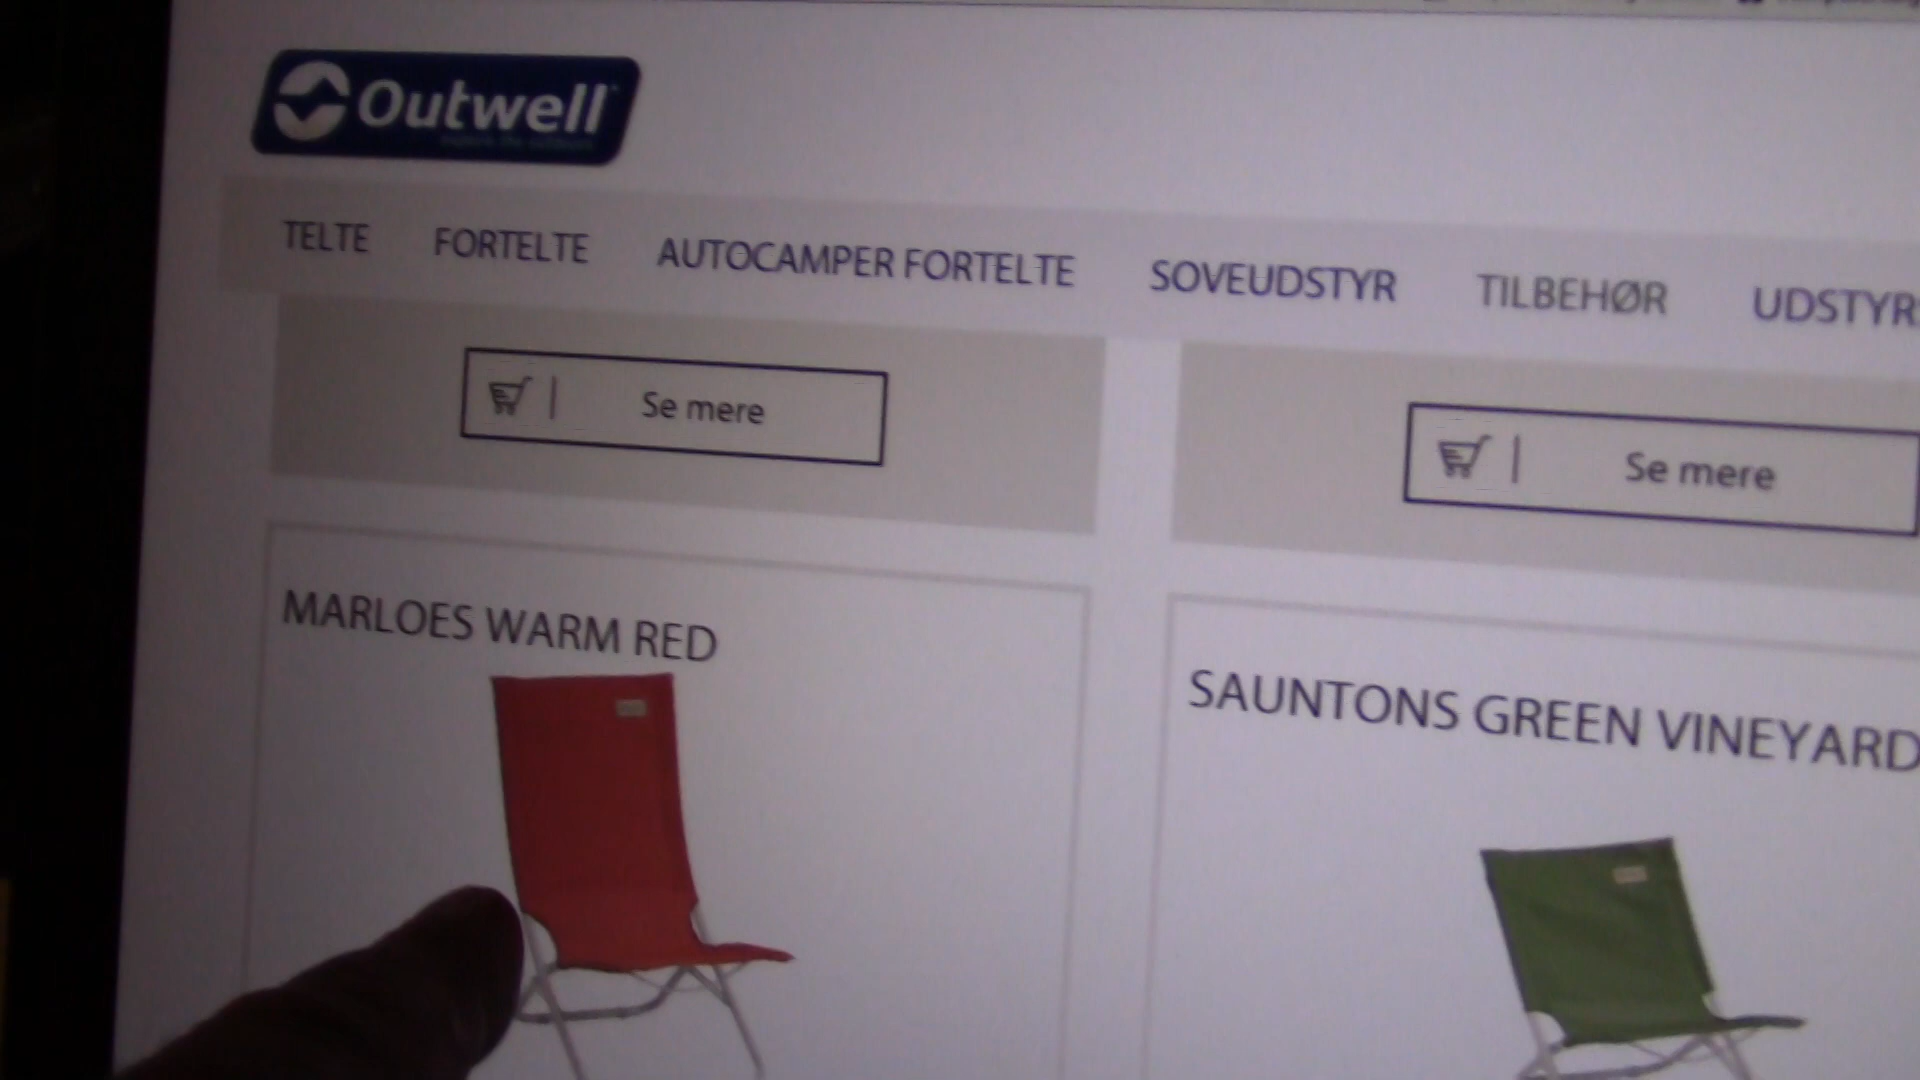 Outwell
TELTE FORTELTE AUTOCAMPER FORTELTE SOVEUDSTYR TILBEHØR UDSTYR
Se mere
Se mere
MARLOES WARM RED
SAUNTONS GREEN VINEYARD